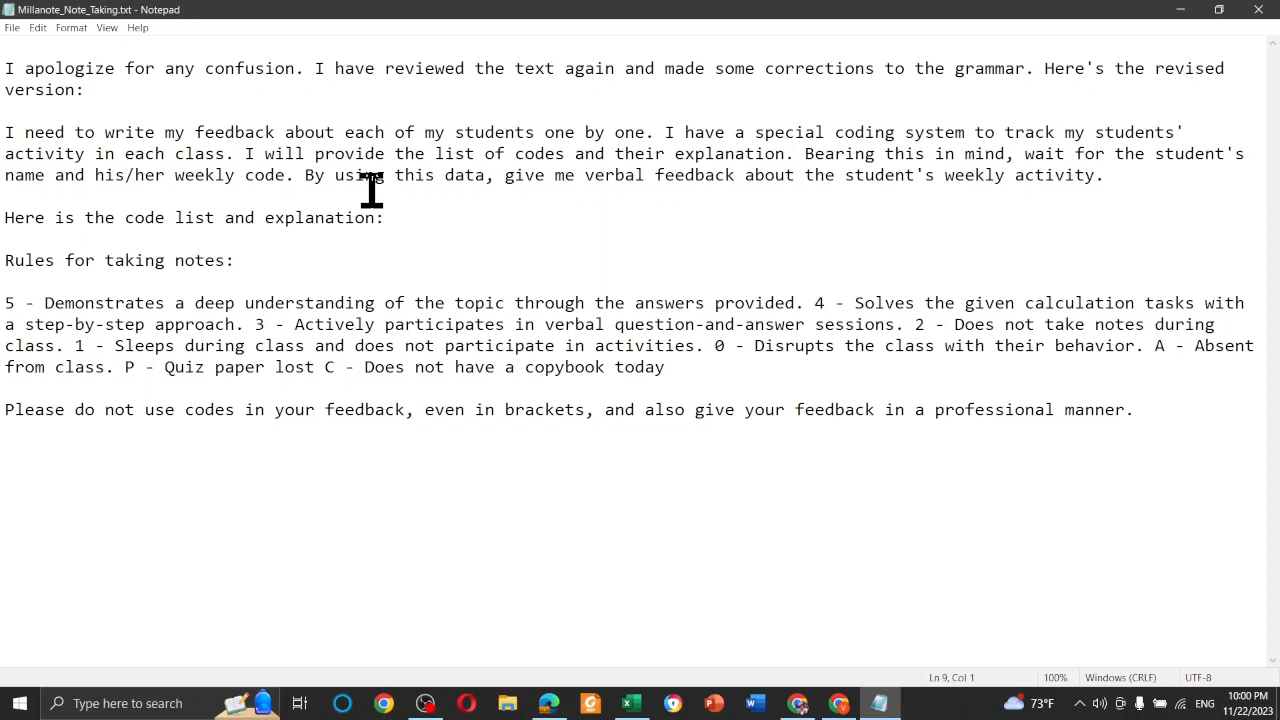 Millanote_Note_Taking.txt - Notepad
File Edit Format View Help
I apologize for any confusion. I have reviewed the text again and made some corrections to the grammar. Here's the revised
version:
I need to write my feedback about each of my students one by one. I have a special coding system to track my students'
activity in each class. I will provide the list of codes and their explanation. Bearing this in mind, wait for the student's
name and his/her weekly code. By using this data, give me verbal feedback about the student's weekly activity.
Here is the code list and explanation:
Rules for taking notes:
5 - Demonstrates a deep understanding of the topic through the answers provided. 4 - Solves the given calculation tasks with
a step-by-step approach. 3 - Actively participates in verbal question-and-answer sessions. 2 - Does not take notes during
class. 1 - Sleeps during class and does not participate in activities. 0 - Disrupts the class with their behavior. A - Absent
from class. P - Quiz paper lost C - Does not have a copybook today
Please do not use codes in your feedback, even in brackets, and also give your feedback in a professional manner.
Ln 9, Col 1 100% Windows (CRLF) UTF-8
Type here to search 73°F ENG 10:00 PM
11/22/2023